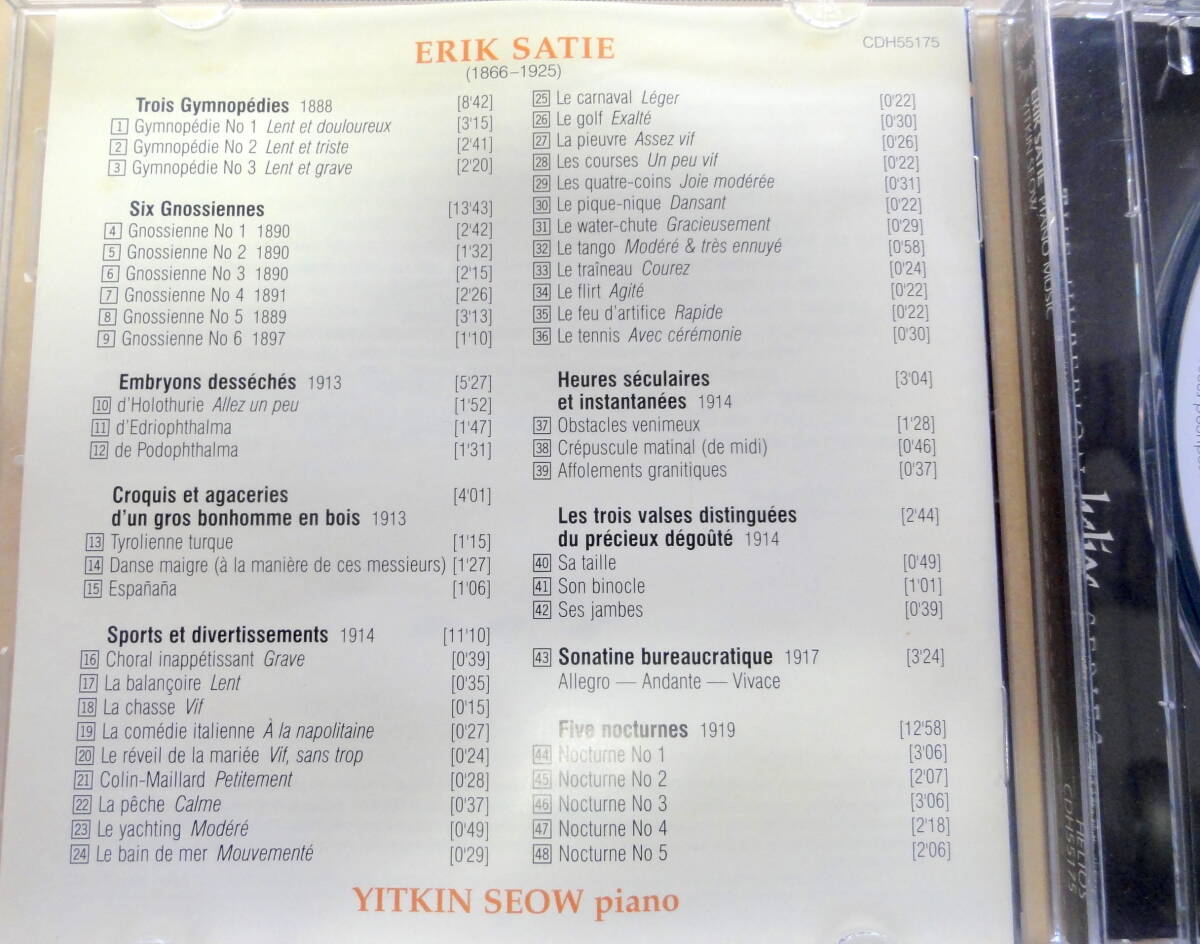 ERIK SATIE
(1866–1925)
CDH55175
Trois Gymnopédies 1888 [8'42]
1 Gymnopédie No 1 Lent et douloureux [3'15]
2 Gymnopédie No 2 Lent et triste [2'41]
3 Gymnopédie No 3 Lent et grave [2'20]
Six Gnossiennes [13'43]
4 Gnossienne No 1 1890 [2'42]
5 Gnossienne No 2 1890 [1'32]
6 Gnossienne No 3 1890 [2'15]
7 Gnossienne No 4 1891 [2'26]
8 Gnossienne No 5 1889 [3'13]
9 Gnossienne No 6 1897 [1'10]
Embryons desséchés 1913 [5'27]
10 d'Holothurie Allez un peu [1'52]
11 d'Edriophthalma [1'47]
12 de Podophthalma [1'31]
Croquis et agaceries [4'01]
d'un gros bonhomme en bois 1913
13 Tyrolienne turque [1'15]
14 Danse maigre (à la manière de ces messieurs) [1'27]
15 Españaña [1'06]
Sports et divertissements 1914 [11'10]
16 Choral inappétissant Grave [0'39]
17 La balançoire Lent [0'35]
18 La chasse Vif [0'15]
19 La comédie italienne À la napolitaine [0'27]
20 Le réveil de la mariée Vif, sans trop [0'24]
21 Colin-Maillard Petitement [0'28]
22 La pêche Calme [0'37]
23 Le yachting Modéré [0'49]
24 Le bain de mer Mouvementé [0'29]
25 Le carnaval Léger [0'22]
26 Le golf Exalté [0'30]
27 La pieuvre Assez vif [0'26]
28 Les courses Un peu vif [0'22]
29 Les quatre-coins Joie modérée [0'31]
30 Le pique-nique Dansant [0'22]
31 Le water-chute Gracieusement [0'29]
32 Le tango Modéré & très ennuyé [0'58]
33 Le traîneau Courez [0'24]
34 Le flirt Agité [0'22]
35 Le feu d'artifice Rapide [0'22]
36 Le tennis Avec cérémonie [0'30]
Heures séculaires [3'04]
et instantanées 1914
37 Obstacles venimeux [1'28]
38 Crépuscule matinal (de midi) [0'46]
39 Affolements granitiques [0'37]
Les trois valses distinguées [2'44]
du précieux dégoûté 1914
40 Sa taille [0'49]
41 Son binocle [1'01]
42 Ses jambes [0'39]
43 Sonatine bureaucratique 1917 [3'24]
Allegro — Andante — Vivace
Five nocturnes 1919 [12'58]
44 Nocturne No 1 [3'06]
45 Nocturne No 2 [2'07]
46 Nocturne No 3 [3'06]
47 Nocturne No 4 [2'18]
48 Nocturne No 5 [2'06]
YITKIN SEOW piano
ERIK SATIE PIANO MUSIC
YITKIN SEOW
HELIOS
CDH55175